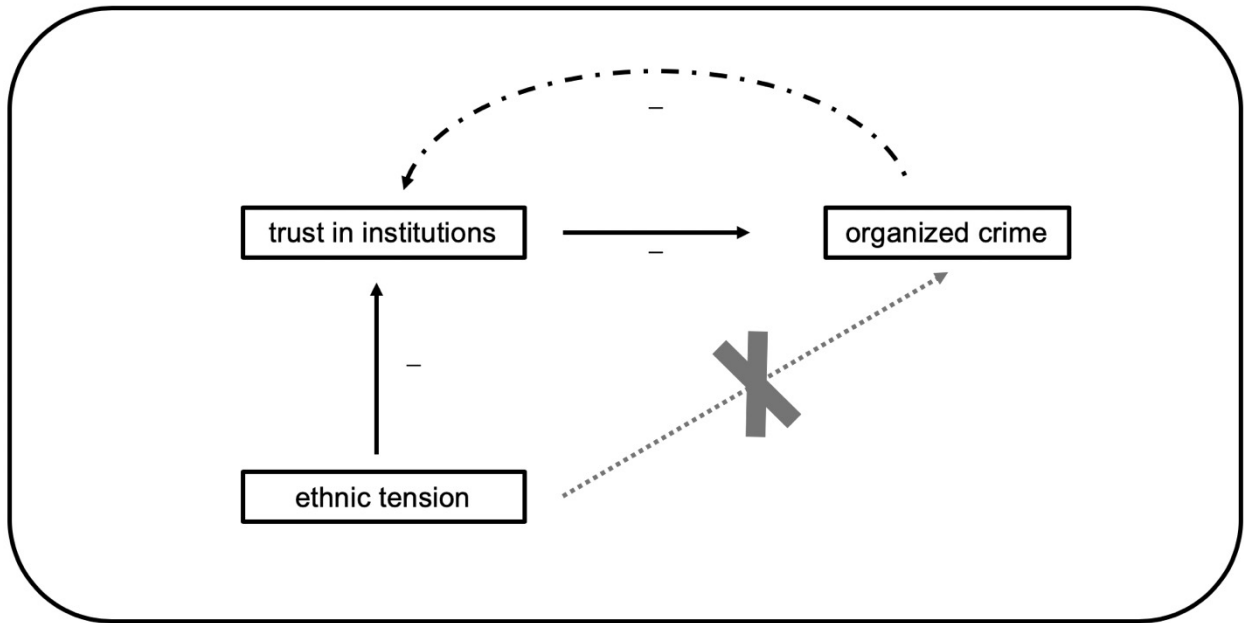 –
trust in institutions
organized crime
–
–
ethnic tension